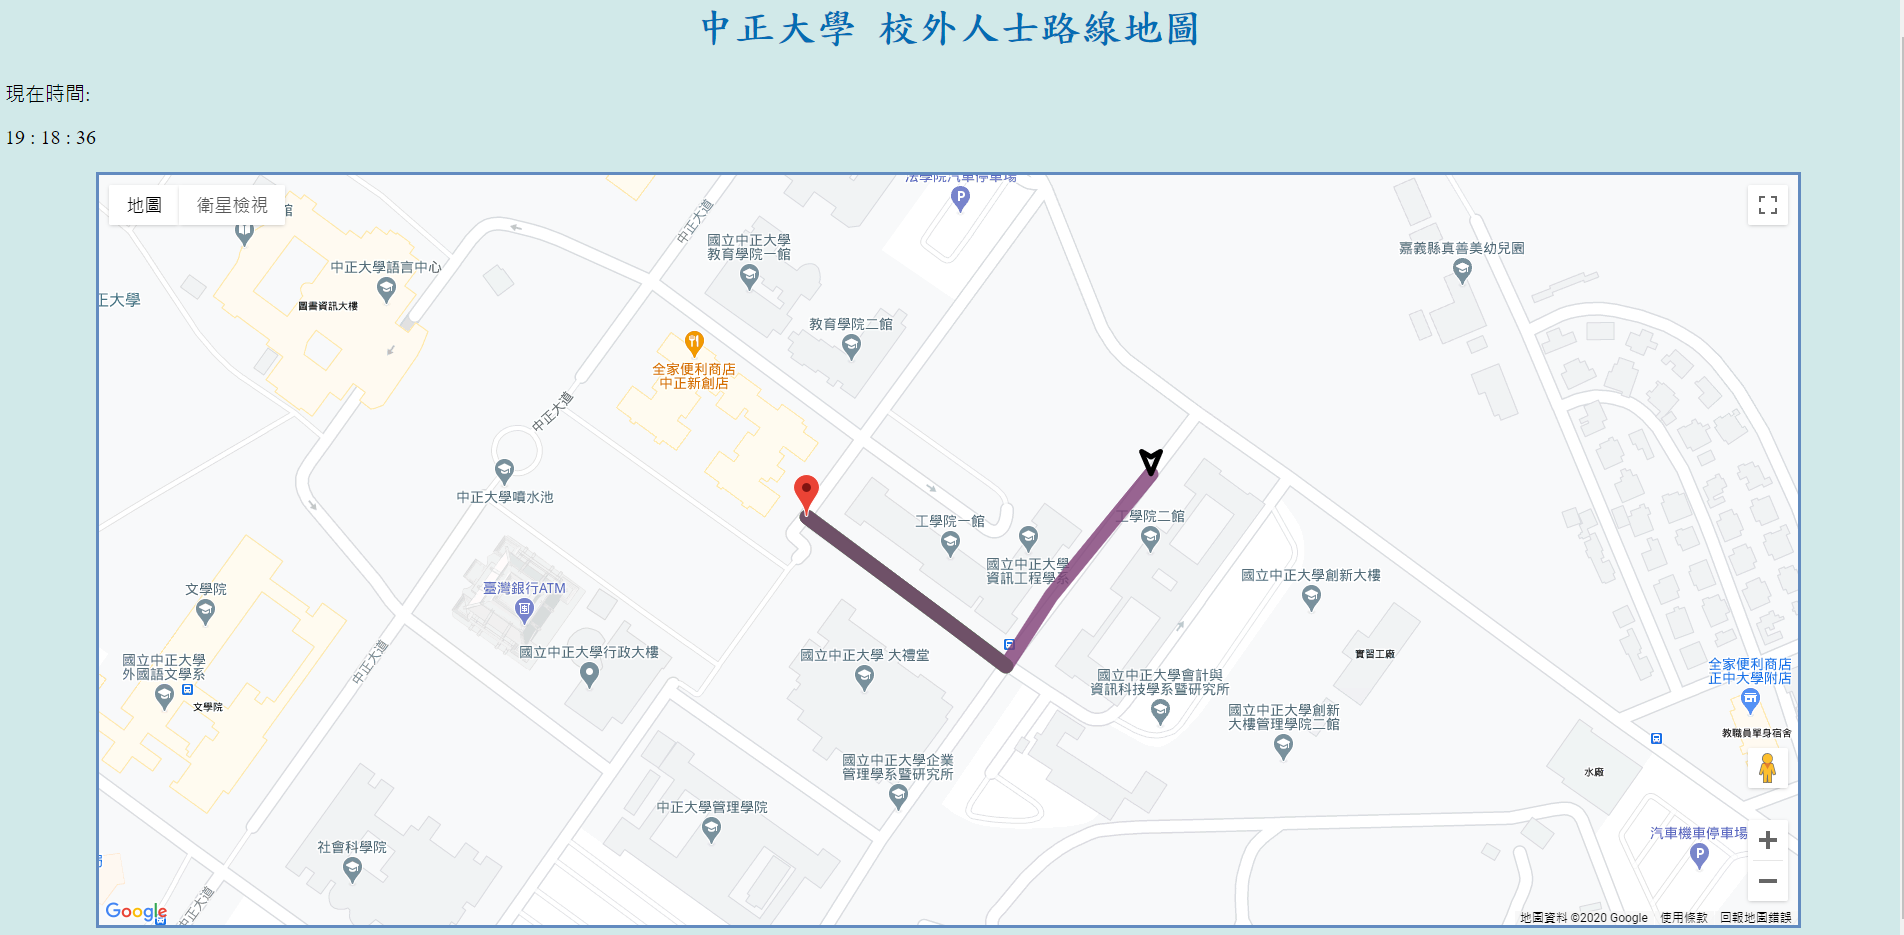 中正大學 校外人士路線地圖
現在時間:
19 : 18 : 36
地圖
衛星檢視
館
法學院汽車停車場
國立中正大學
教育學院一館
嘉義縣真善美幼兒園
中正大學語言中心
正大學
圖書資訊大樓
中正大道
教育學院二館
全家便利商店
中正新創店
中正大道
中正大學噴水池
工學院一館
工學院二館
國立中正大學
資訊工程學系
國立中正大學創新大樓
文學院
臺灣銀行ATM
國立中正大學行政大樓
國立中正大學 大禮堂
實習工廠
國立中正大學
外國語文學系
中正大道
文學院
國立中正大學會計與
資訊科技學系暨研究所
全家便利商店
正中大學附店
國立中正大學創新
大樓管理學院二館
教職員單身宿舍
國立中正大學企業
管理學系暨研究所
水廠
中正大學管理學院
汽車機車停車場
社會科學院
中正大道
Google
地圖資料 ©2020 Google
使用條款
回報地圖錯誤